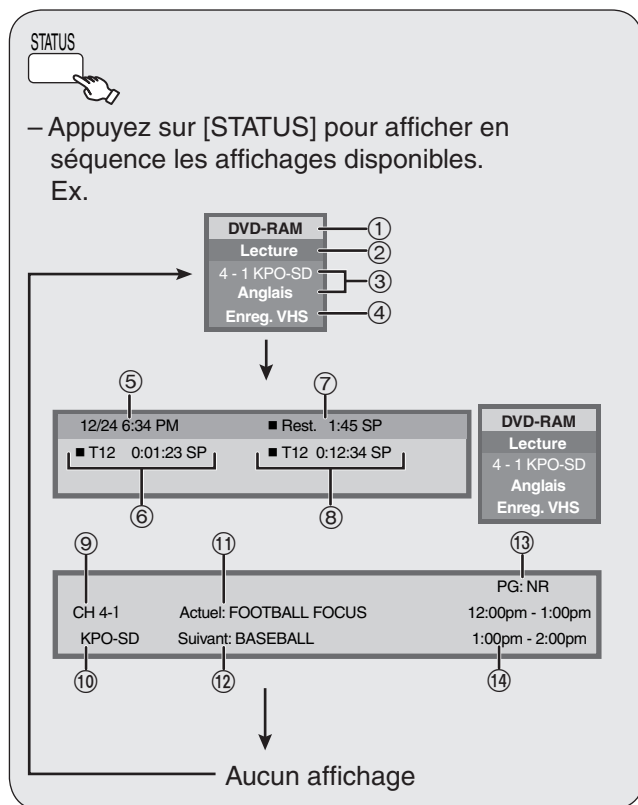 STATUS
– Appuyez sur [STATUS] pour afficher en
séquence les affichages disponibles.
Ex.
DVD-RAM ①
Lecture ②
4 - 1 KPO-SD
Anglais ③
Enreg. VHS ④
⑤ ⑦
12/24 6:34 PM ■ Rest. 1:45 SP
■ T12 0:01:23 SP ■ T12 0:12:34 SP
⑥ ⑧
DVD-RAM
Lecture
4 - 1 KPO-SD
Anglais
Enreg. VHS
⑨ ⑪ ⑬
PG: NR
CH 4-1 Actuel: FOOTBALL FOCUS 12:00pm - 1:00pm
KPO-SD Suivant: BASEBALL 1:00pm - 2:00pm
⑩ ⑫ ⑭
Aucun affichage